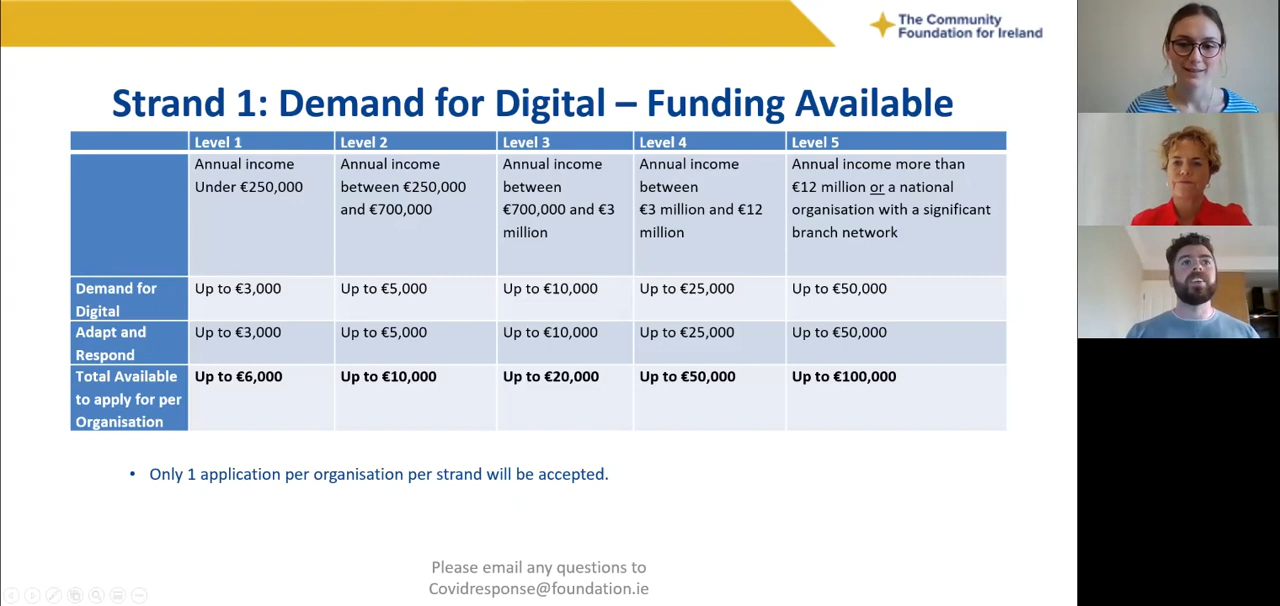 The Community
Foundation for Ireland
Strand 1: Demand for Digital – Funding Available
Level 1
Level 2
Level 3
Level 4
Level 5
Annual income
Under €250,000
Annual income
between €250,000
and €700,000
Annual income
between
€700,000 and €3
million
Annual income
between
€3 million and €12
million
Annual income more than
€12 million or a national
organisation with a significant
branch network
Demand for
Digital
Up to €3,000
Up to €5,000
Up to €10,000
Up to €25,000
Up to €50,000
Adapt and
Respond
Up to €3,000
Up to €5,000
Up to €10,000
Up to €25,000
Up to €50,000
Total Available
to apply for per
Organisation
Up to €6,000
Up to €10,000
Up to €20,000
Up to €50,000
Up to €100,000
• Only 1 application per organisation per strand will be accepted.
Please email any questions to
Covidresponse@foundation.ie